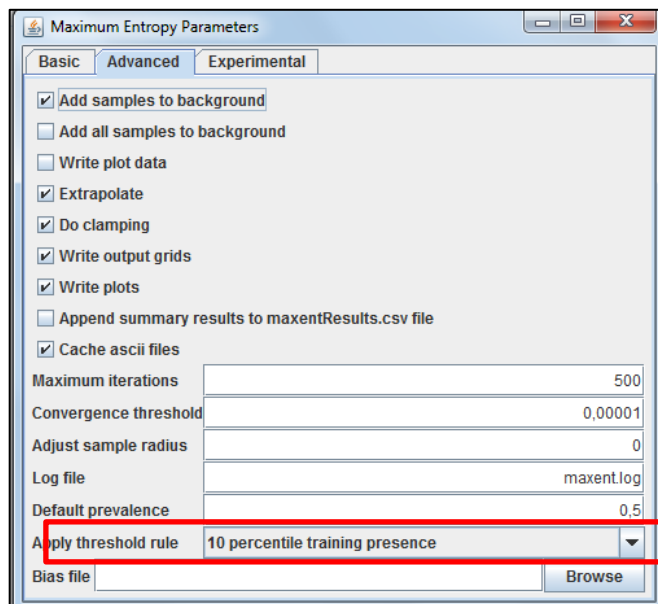 Maximum Entropy Parameters
Basic Advanced Experimental
Add samples to background
Add all samples to background
Write plot data
Extrapolate
Do clamping
Write output grids
Write plots
Append summary results to maxentResults.csv file
Cache ascii files
Maximum iterations 500
Convergence threshold 0,00001
Adjust sample radius 0
Log file maxent.log
Default prevalence 0,5
Apply threshold rule 10 percentile training presence
Bias file Browse